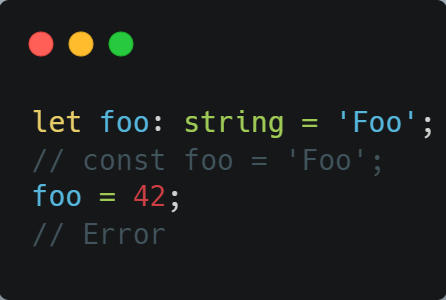 let foo: string = 'Foo';
// const foo = 'Foo';
foo = 42;
// Error